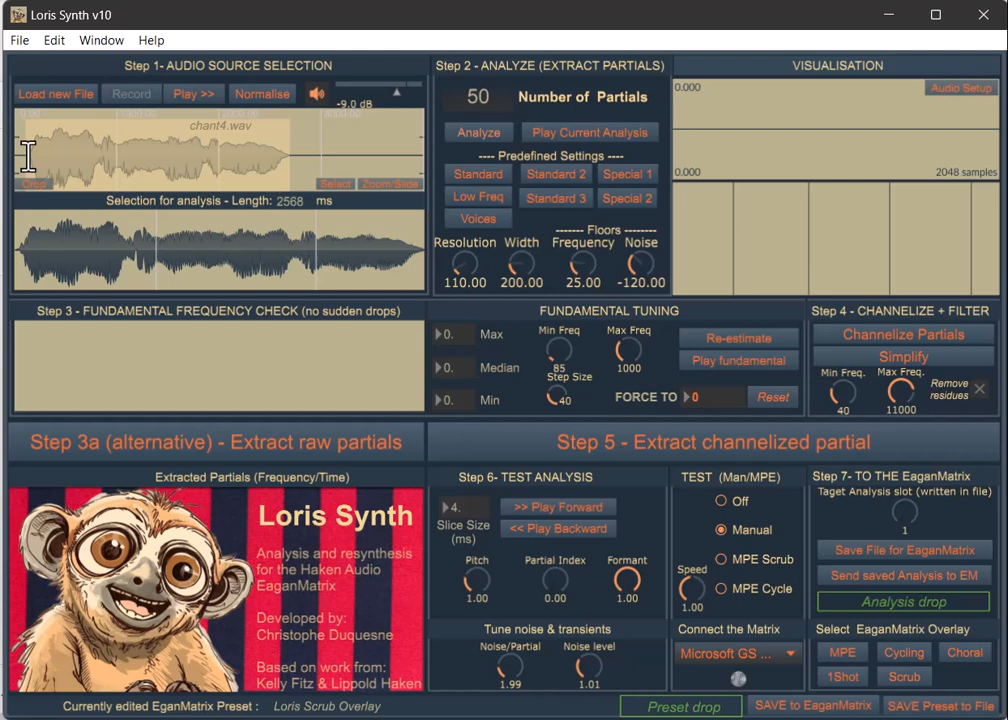 Loris Synth v10
File Edit Window Help
Step 1- AUDIO SOURCE SELECTION
Load new File Record Play >> Normalise
-9.0 dB
chant4.wav
Crop Select Zoom Side
Selection for analysis - Length: 2568 ms
Step 2 - ANALYZE (EXTRACT PARTIALS)
50 Number of Partials
Analyze Play Current Analysis
---- Predefined Settings ----
Standard Standard 2 Special 1
Low Freq Standard 3 Special 2
Voices
------- Floors -------
Resolution Width Frequency Noise
110.00 200.00 25.00 -120.00
VISUALISATION
0.000 Audio Setup
0.000 2048 samples
Step 3 - FUNDAMENTAL FREQUENCY CHECK (no sudden drops)
FUNDAMENTAL TUNING
0. Max
0. Median
0. Min
Min Freq Max Freq
85 1000
Step Size
40
Re-estimate
Play fundamental
FORCE TO 0 Reset
Step 4 - CHANNELIZE + FILTER
Channelize Partials
Simplify
Min Freq. Max Freq.
40 11000
Remove
residues
Step 3a (alternative) - Extract raw partials
Step 5 - Extract channelized partial
Extracted Partials (Frequency/Time)
Loris Synth
Analysis and resynthesis
for the Haken Audio
EaganMatrix
Developed by:
Christophe Duquesne
Based on work from:
Kelly Fitz & Lippold Haken
Step 6- TEST ANALYSIS
4.
Slice Size
(ms)
>> Play Forward
<< Play Backward
Pitch Partial Index Formant
1.00 0.00 1.00
Tune noise & transients
Noise/Partial Noise level
1.99 1.01
TEST (Man/MPE)
Off
Manual
MPE Scrub
MPE Cycle
Speed
1.00
Connect the Matrix
Microsoft GS ...
Step 7- TO THE EaganMatrix
Taget Analysis slot (written in file)
1
Save File for EaganMatrix
Send saved Analysis to EM
Analysis drop
Select EaganMatrix Overlay
MPE Cycling Choral
1Shot Scrub
Currently edited EganMatrix Preset : Loris Scrub Overlay
Preset drop SAVE to EaganMatrix SAVE Preset to File